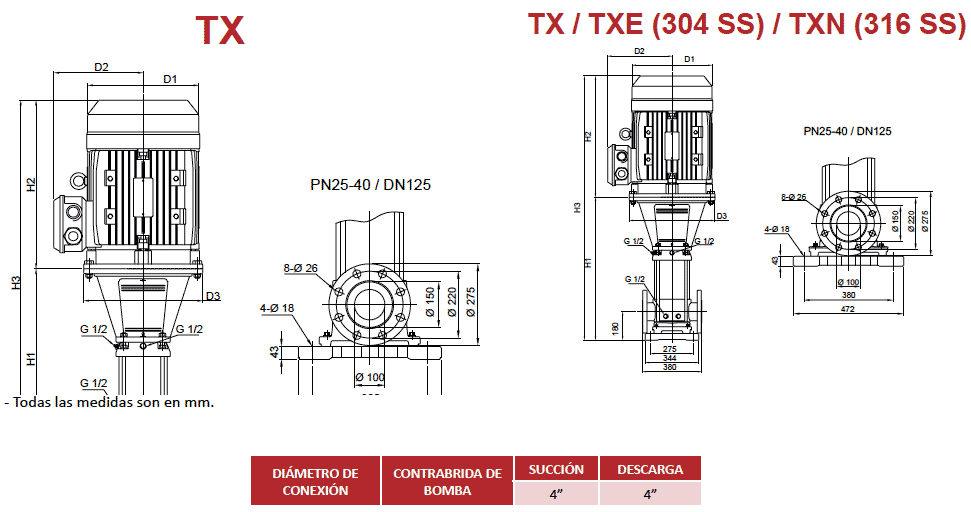 TX
TX / TXE (304 SS) / TXN (316 SS)
D2
D1
H2
H3
H1
D3
G 1/2
G 1/2
G 1/2
- Todas las medidas son en mm.
PN25-40 / DN125
8-Ø 26
4-Ø 18
43
Ø 100
Ø 150
Ø 220
Ø 275
D2
D1
H2
H3
H1
D3
G 1/2
G 1/2
G 1/2
180
275
344
380
PN25-40 / DN125
8-Ø 26
4-Ø 18
43
Ø 100
380
472
Ø 150
Ø 220
Ø 275
DIÁMETRO DE CONEXIÓN
CONTRABRIDA DE BOMBA
SUCCIÓN
DESCARGA
4”
4”